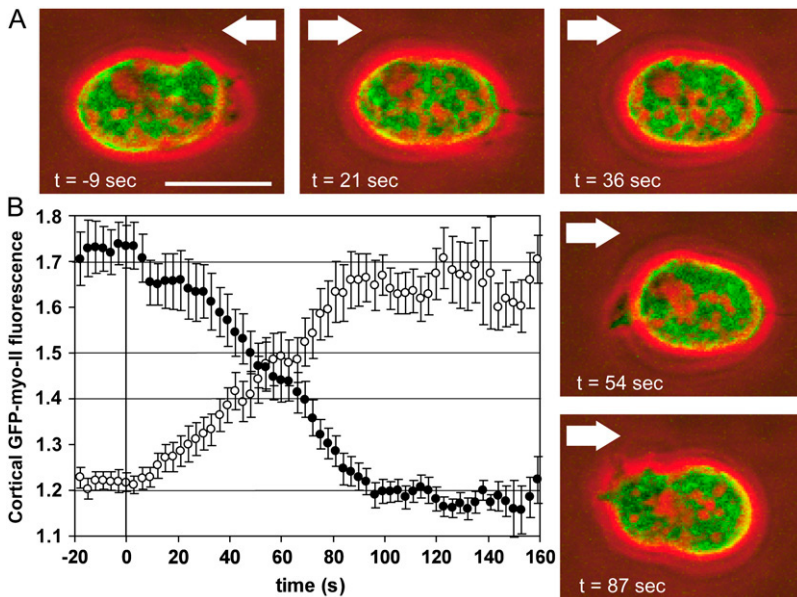 A
t = -9 sec
t = 21 sec
t = 36 sec
B
1.8
1.7
1.6
1.5
1.4
1.3
1.2
1.1
Cortical GFP-myo-II fluorescence
-20 0 20 40 60 80 100 120 140 160
time (s)
t = 54 sec
t = 87 sec